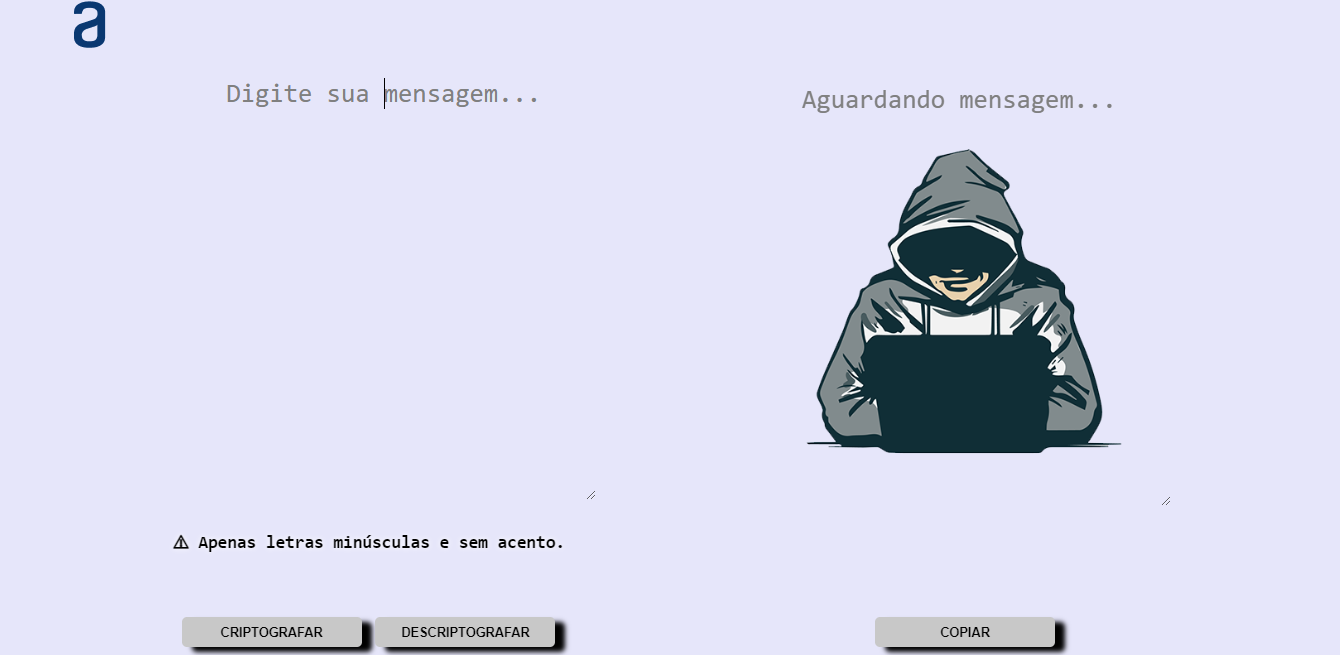 a
Digite sua mensagem...
Aguardando mensagem...
⚠ Apenas letras minúsculas e sem acento.
CRIPTOGRAFAR
DESCRIPTOGRAFAR
COPIAR